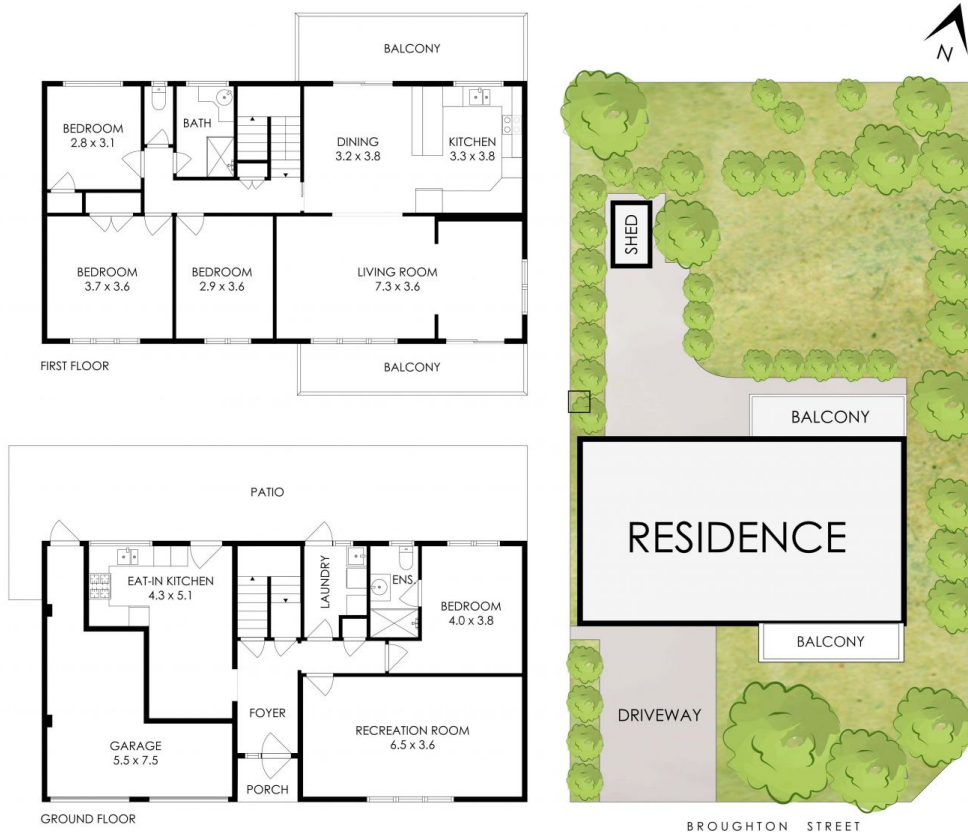 BALCONY
BEDROOM
2.8 x 3.1
BATH
DINING
3.2 x 3.8
KITCHEN
3.3 x 3.8
BEDROOM
3.7 x 3.6
BEDROOM
2.9 x 3.6
LIVING ROOM
7.3 x 3.6
FIRST FLOOR
BALCONY
PATIO
EAT-IN KITCHEN
4.3 x 5.1
LAUNDRY
ENS.
BEDROOM
4.0 x 3.8
FOYER
RECREATION ROOM
6.5 x 3.6
GARAGE
5.5 x 7.5
PORCH
GROUND FLOOR
N
SHED
BALCONY
RESIDENCE
BALCONY
DRIVEWAY
BROUGHTON STREET